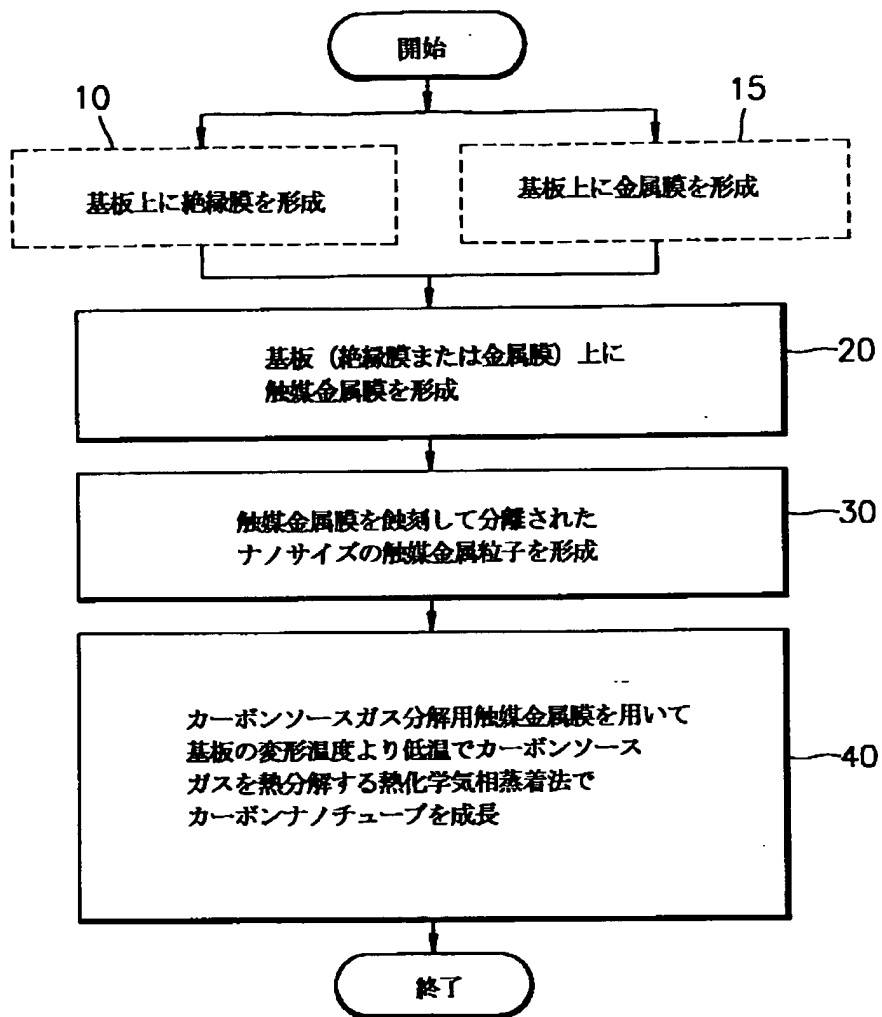 開始
10
15
基板上に絶縁膜を形成
基板上に金属膜を形成
基板（絶縁膜または金属膜）上に
触媒金属膜を形成
20
触媒金属膜を蝕刻して分離された
ナノサイズの触媒金属粒子を形成
30
カーボンソースガス分解用触媒金属膜を用いて
基板の変形温度より低温でカーボンソース
ガスを熱分解する熱化学気相蒸着法で
カーボンナノチューブを成長
40
終了